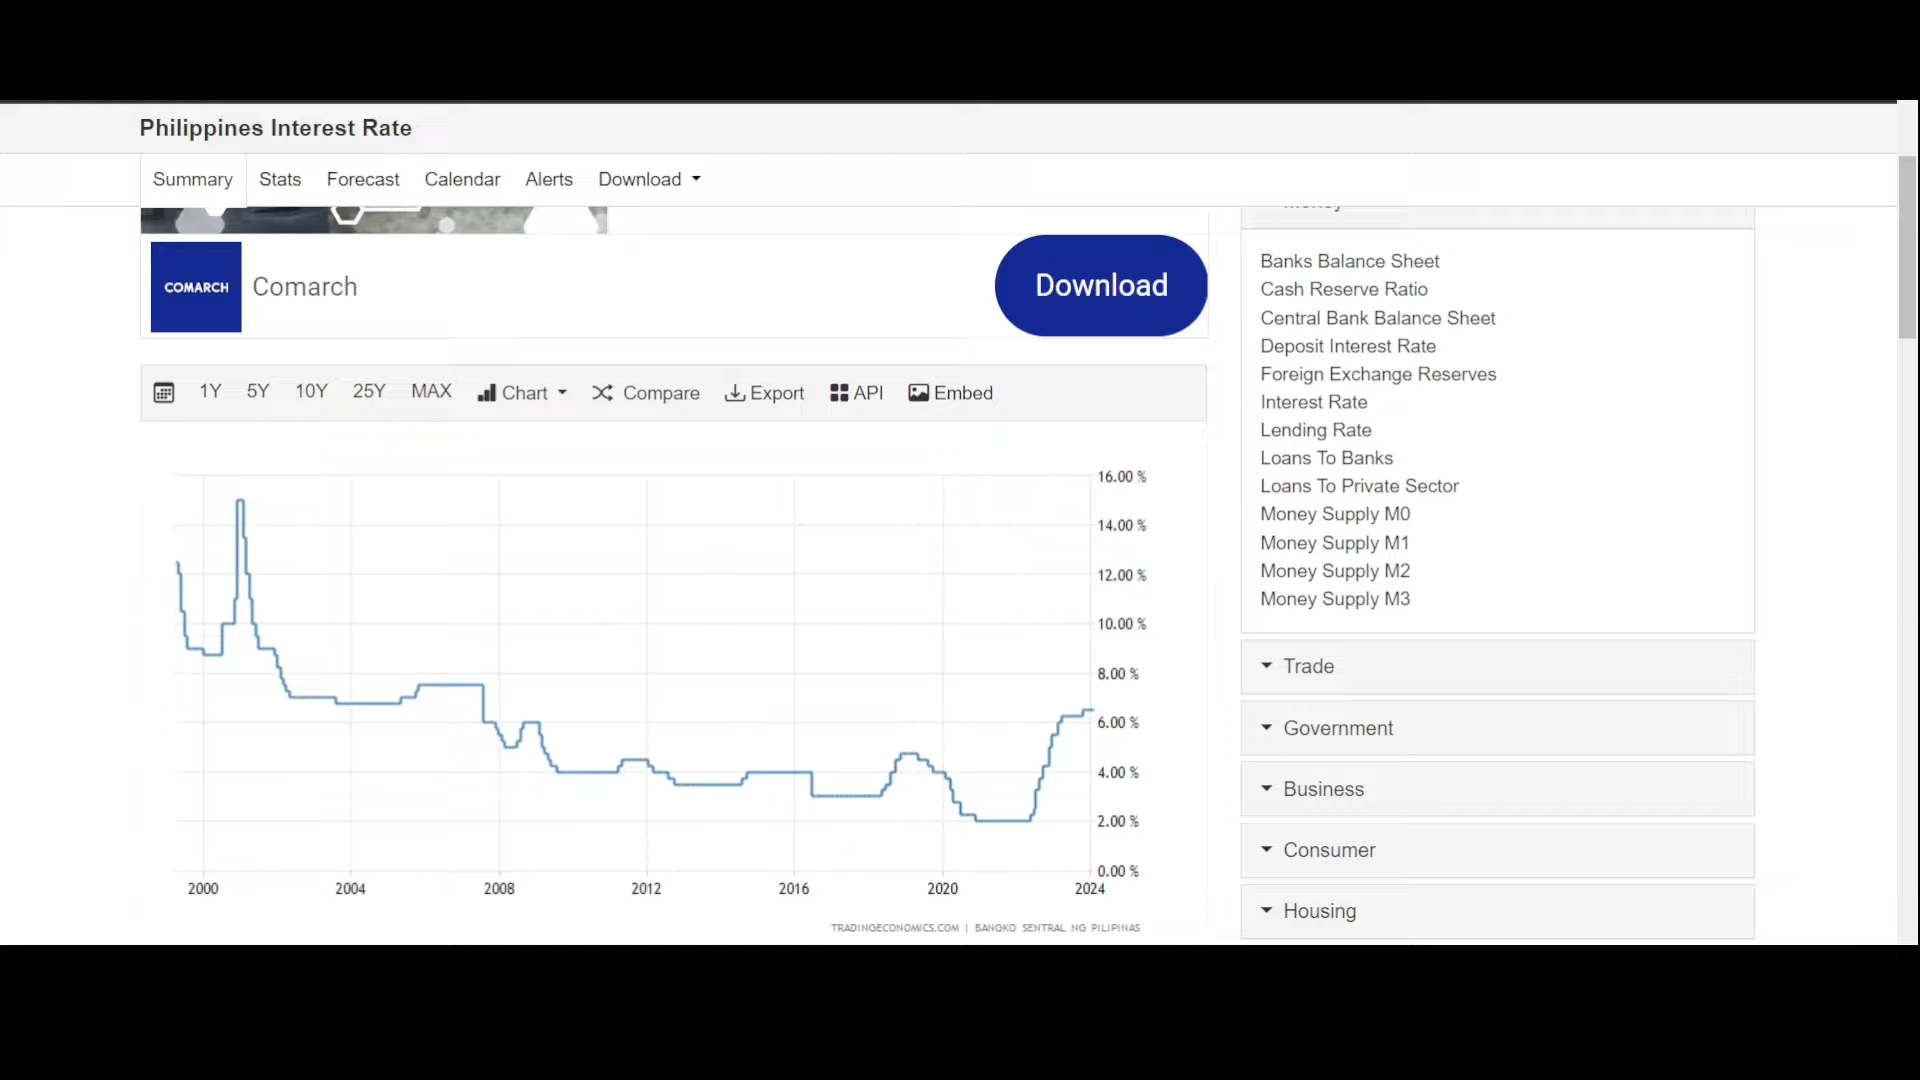 Philippines Interest Rate
Summary Stats Forecast Calendar Alerts Download
COMARCH Comarch
Download
1Y 5Y 10Y 25Y MAX Chart Compare Export API Embed
16.00 %
14.00 %
12.00 %
10.00 %
8.00 %
6.00 %
4.00 %
2.00 %
0.00 %
2000 2004 2008 2012 2016 2020 2024
TRADINGECONOMICS.COM | BANGKO SENTRAL NG PILIPINAS
Banks Balance Sheet
Cash Reserve Ratio
Central Bank Balance Sheet
Deposit Interest Rate
Foreign Exchange Reserves
Interest Rate
Lending Rate
Loans To Banks
Loans To Private Sector
Money Supply M0
Money Supply M1
Money Supply M2
Money Supply M3
Trade
Government
Business
Consumer
Housing